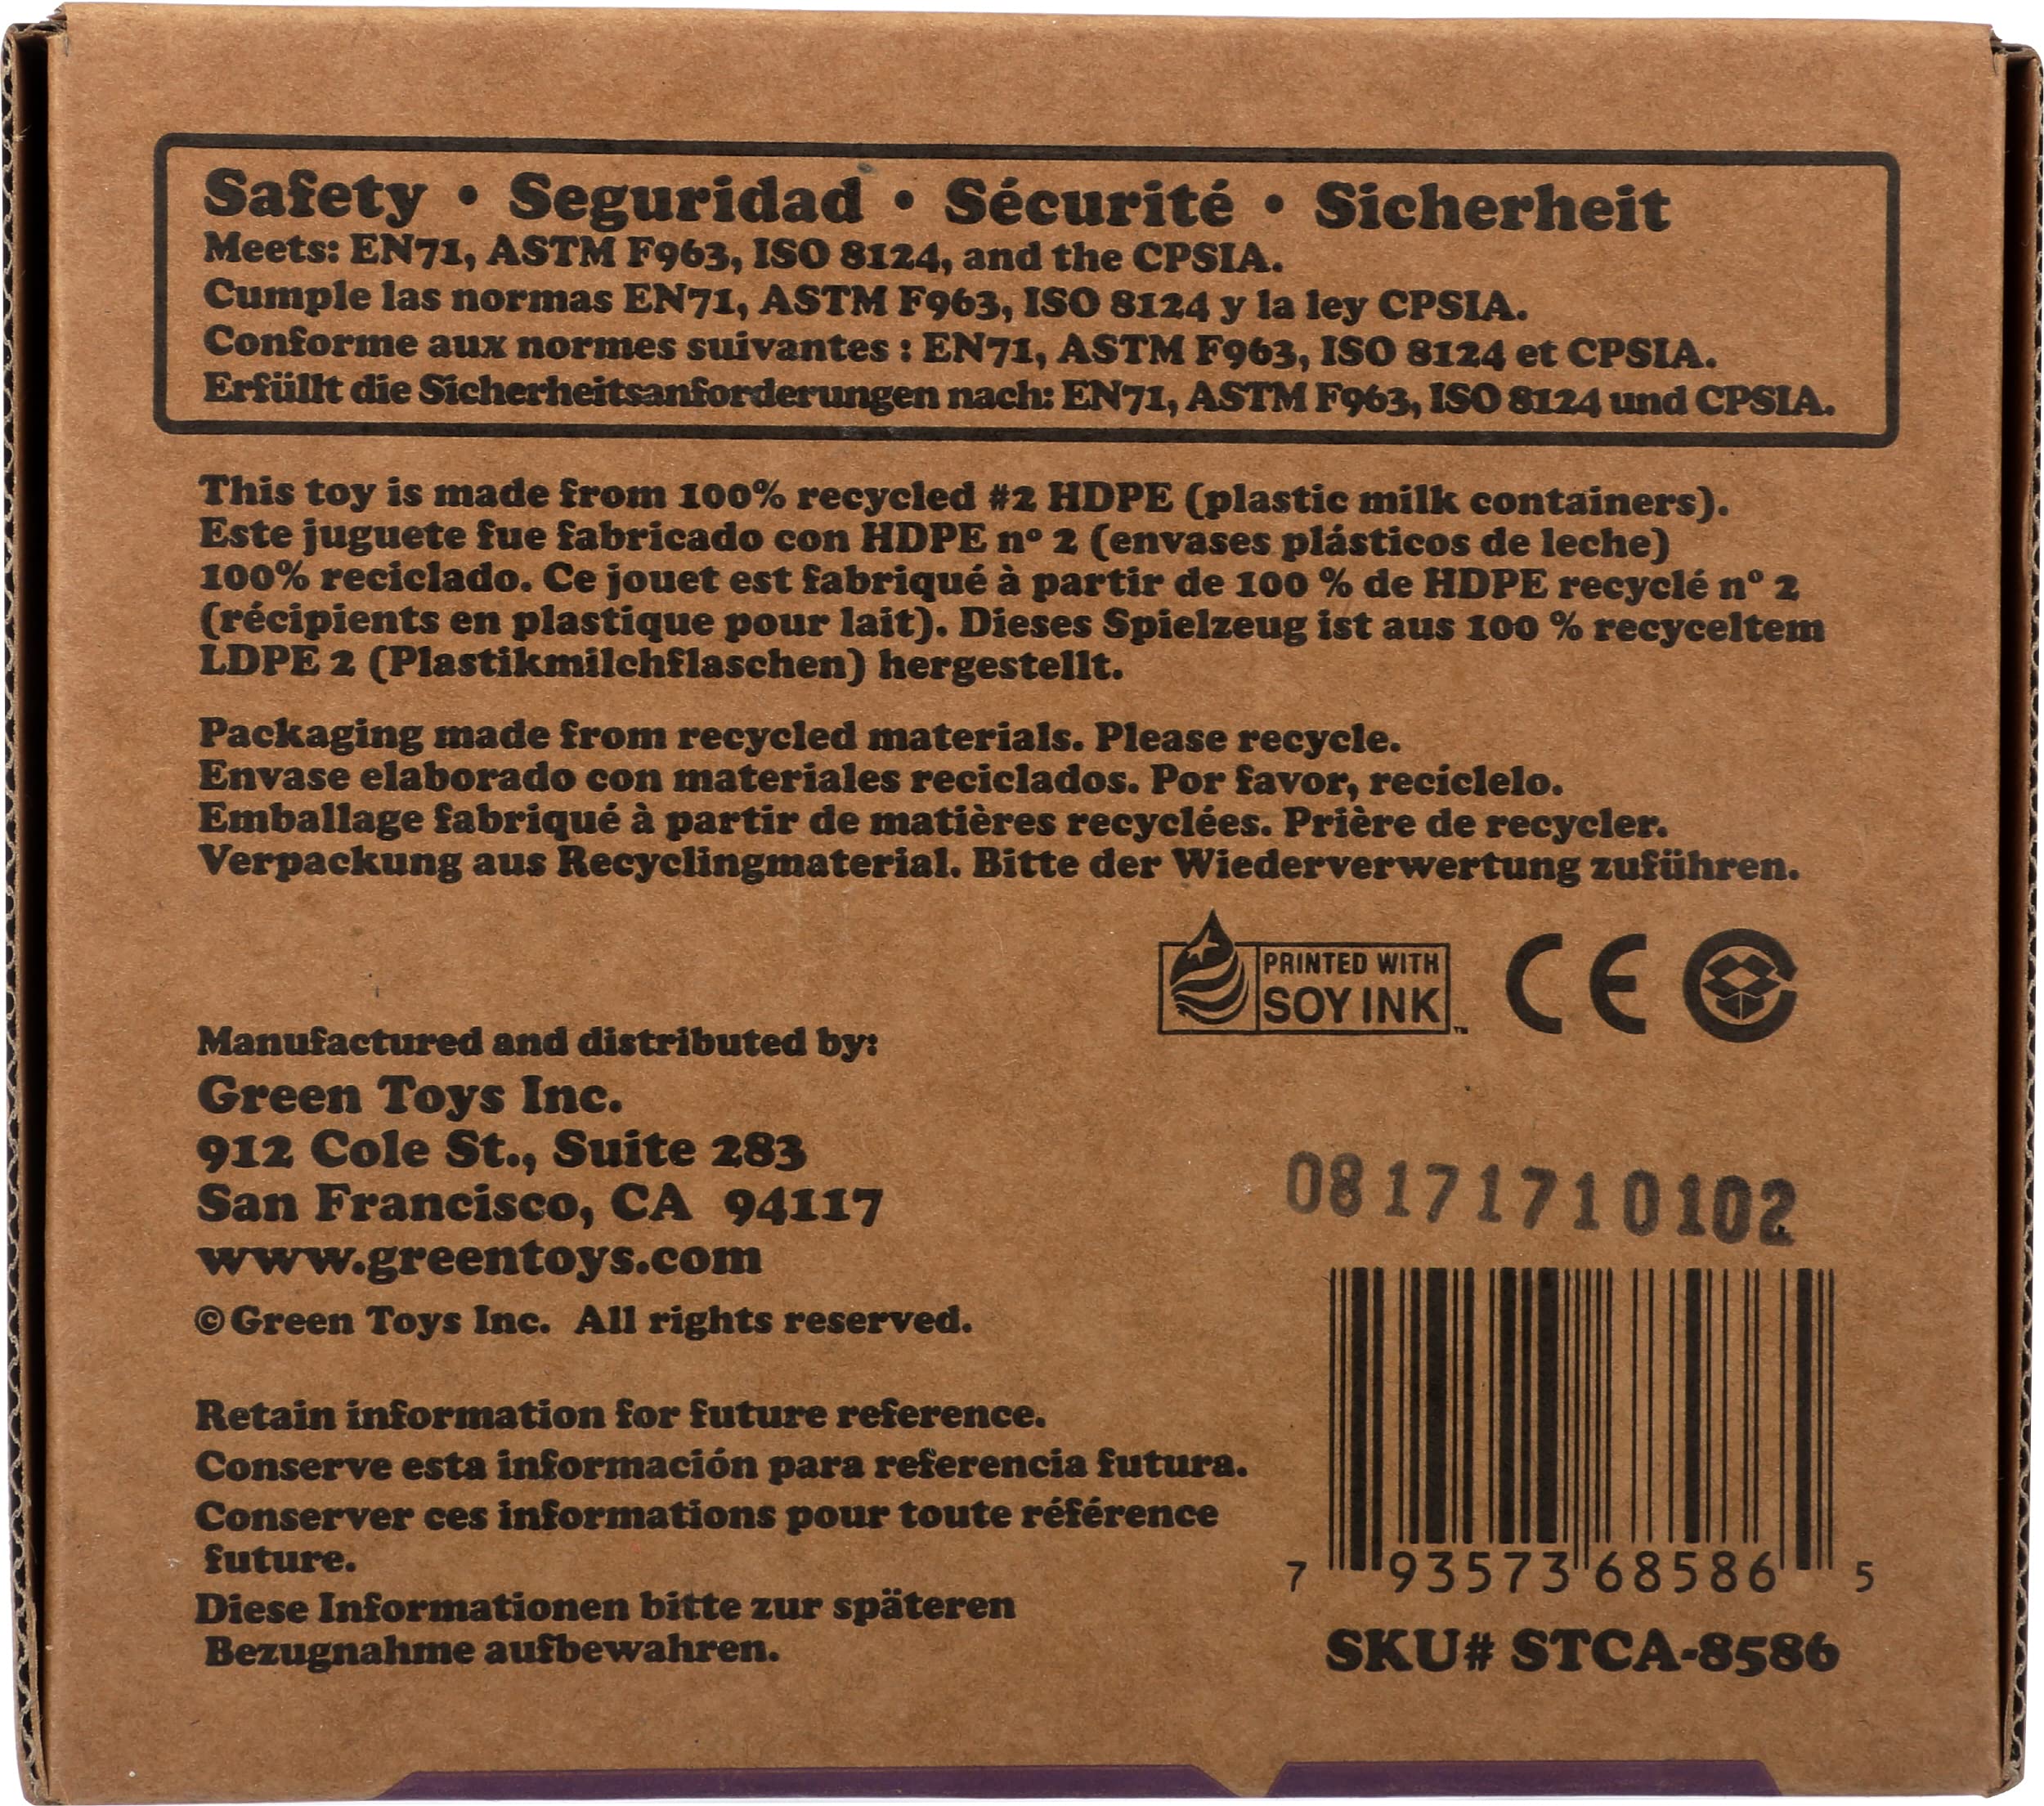 Safety • Seguridad • Sécurité • Sicherheit
Meets: EN71, ASTM F963, ISO 8124, and the CPSIA.
Cumple las normas EN71, ASTM F963, ISO 8124 y la ley CPSIA.
Conforme aux normes suivantes : EN71, ASTM F963, ISO 8124 et CPSIA.
Erfüllt die Sicherheitsanforderungen nach: EN71, ASTM F963, ISO 8124 und CPSIA.
This toy is made from 100% recycled #2 HDPE (plastic milk containers).
Este juguete fue fabricado con HDPE nº 2 (envases plásticos de leche)
100% reciclado. Ce jouet est fabriqué à partir de 100 % de HDPE recyclé n° 2
(récipients en plastique pour lait). Dieses Spielzeug ist aus 100 % recyceltem
LDPE 2 (Plastikmilchflaschen) hergestellt.
Packaging made from recycled materials. Please recycle.
Envase elaborado con materiales reciclados. Por favor, reciclelo.
Emballage fabriqué à partir de matières recyclées. Prière de recycler.
Verpackung aus Recyclingmaterial. Bitte der Wiederverwertung zuführen.
PRINTED WITH
SOY INK™
CE
Manufactured and distributed by:
Green Toys Inc.
912 Cole St., Suite 283
San Francisco, CA 94117
www.greentoys.com
© Green Toys Inc. All rights reserved.
08171710102
Retain information for future reference.
Conserve esta información para referencia futura.
Conserver ces informations pour toute référence
future.
Diese Informationen bitte zur späteren
Bezugnahme aufbewahren.
7 93573 68586 5
SKU# STCA-8586